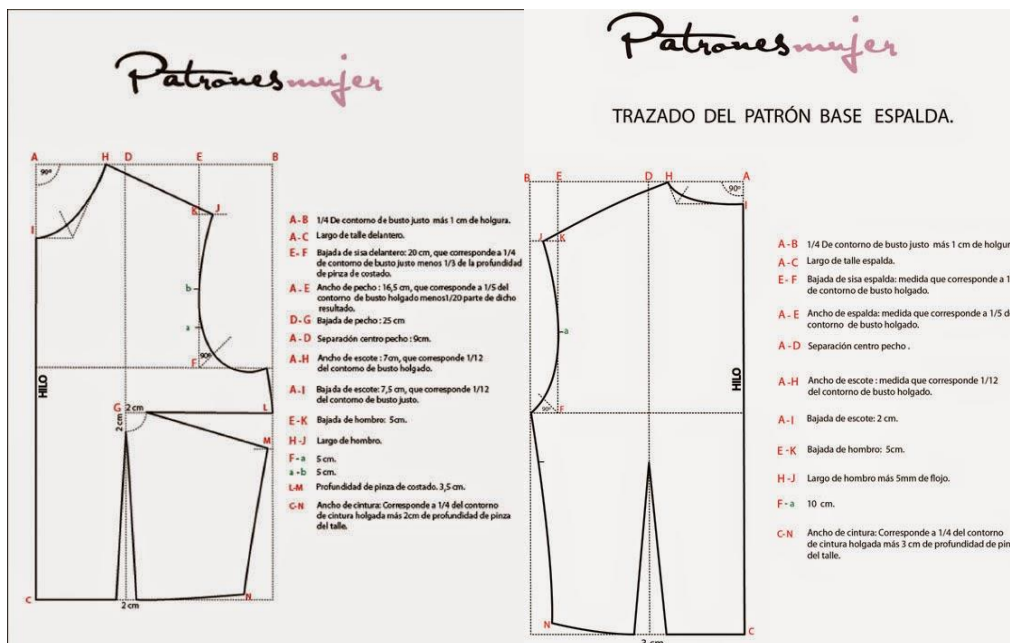 Patronesmujer
A
H
D
E
B
90º
K
J
I
b
a
90º
F
HILO
G
2 cm
2 cm
L
M
C
2 cm
N
A-B 1/4 De contorno de busto justo más 1 cm de holgura.
A-C Largo de talle delantero.
E-F Bajada de sisa delantero: 20 cm, que corresponde a 1/4
de contorno de busto justo menos 1/3 de la profundidad
de pinza de costado.
A-E Ancho de pecho : 16,5 cm, que corresponde a 1/5 del
contorno de busto holgado menos1/20 parte de dicho
resultado.
D-G Bajada de pecho : 25 cm
A-D Separación centro pecho : 9cm.
A-H Ancho de escote : 7cm, que corresponde 1/12
del contorno de busto holgado.
A-I Bajada de escote: 7,5 cm, que corresponde 1/12
del contorno de busto justo.
E-K Bajada de hombro: 5cm.
H-J Largo de hombro.
F-a 5 cm.
a-b 5 cm.
L-M Profundidad de pinza de costado. 3,5 cm.
C-N Ancho de cintura: Corresponde a 1/4 del contorno
de cintura holgada más 2cm de profundidad de pinza
del talle.
Patronesmujer
TRAZADO DEL PATRÓN BASE ESPALDA.
B
E
D
H
A
90º
I
J
K
a
HILO
90º
F
N
3 cm
C
A-B 1/4 De contorno de busto justo más 1 cm de holgur
A-C Largo de talle espalda.
E-F Bajada de sisa espalda: medida que corresponde a 1
de contorno de busto holgado.
A-E Ancho de espalda: medida que corresponde a 1/5 de
contorno de busto holgado.
A-D Separación centro pecho .
A-H Ancho de escote : medida que corresponde 1/12
del contorno de busto holgado.
A-I Bajada de escote: 2 cm.
E-K Bajada de hombro: 5cm.
H-J Largo de hombro más 5mm de flojo.
F-a 10 cm.
C-N Ancho de cintura: Corresponde a 1/4 del contorno
de cintura holgada más 3 cm de profundidad de pin
del talle.